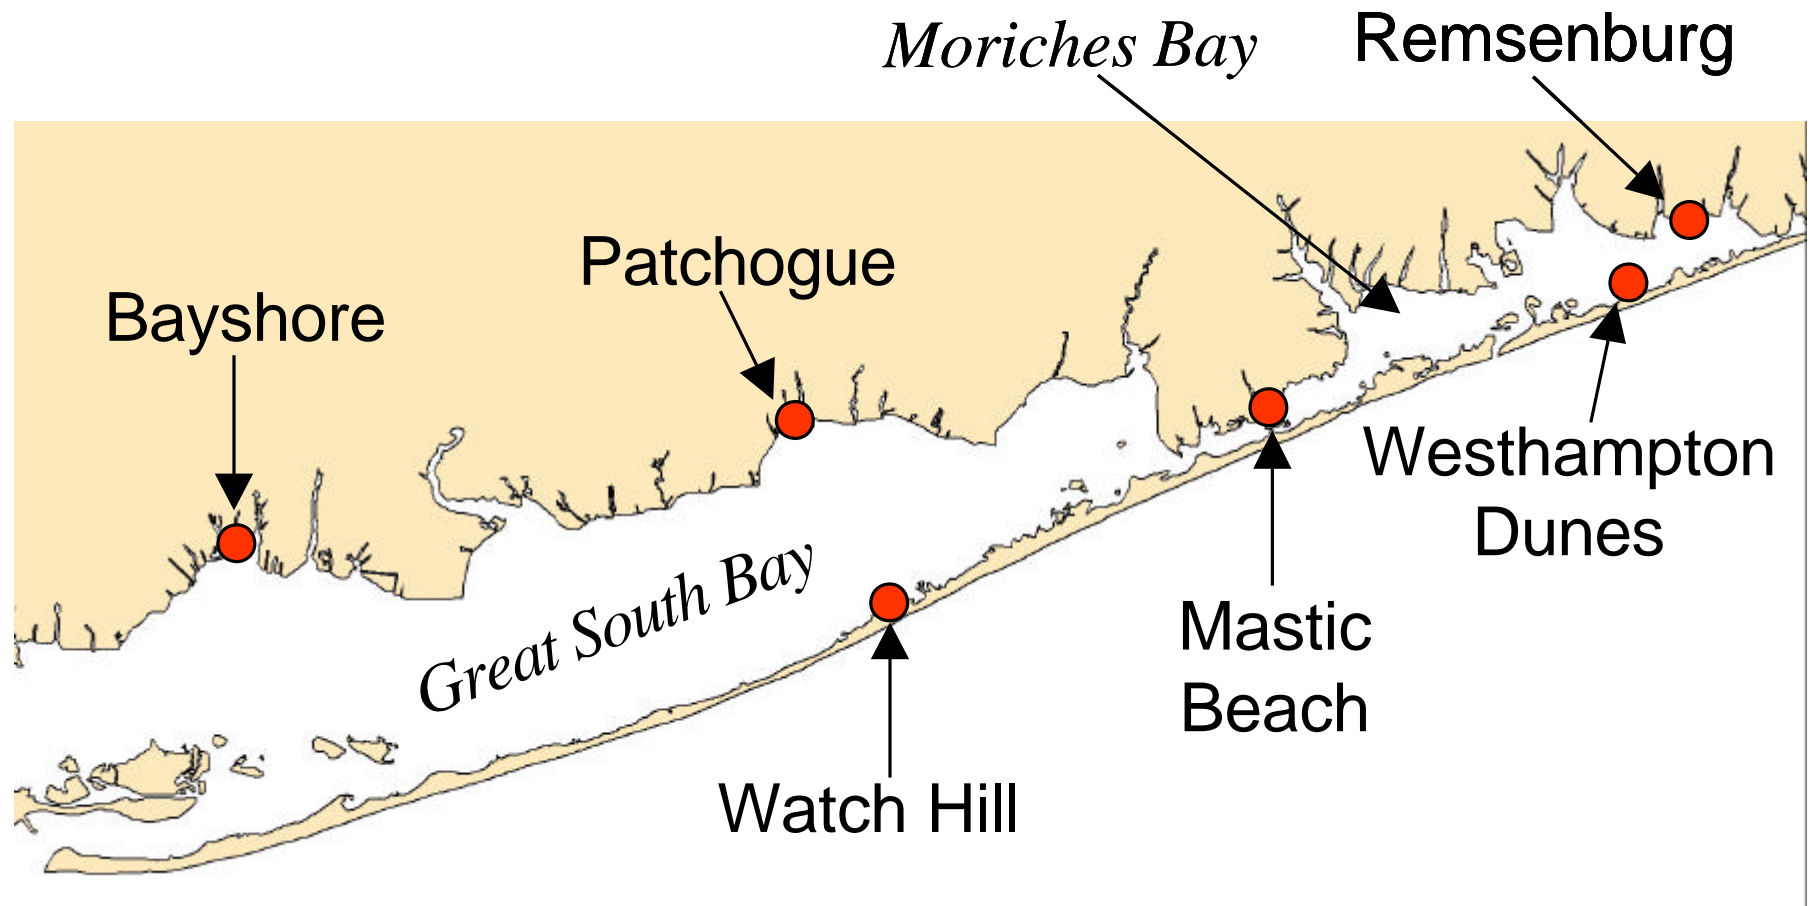 Moriches Bay
Remsenburg
Patchogue
Bayshore
Westhampton
Dunes
Great South Bay
Mastic
Beach
Watch Hill